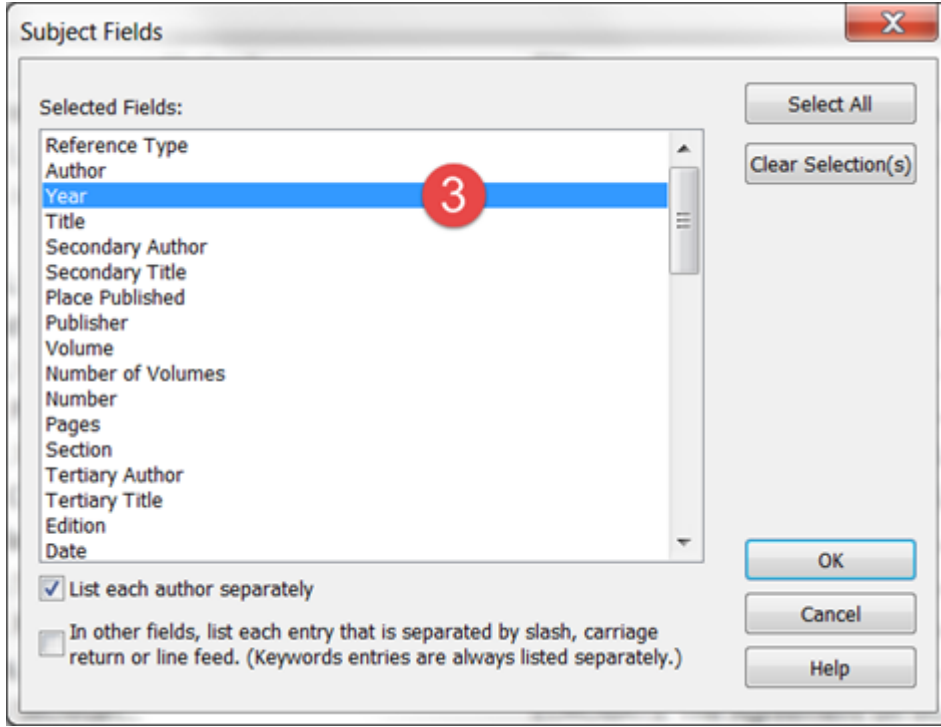 Subject Fields
Selected Fields:
Reference Type
Author
Year
3
Title
Secondary Author
Secondary Title
Place Published
Publisher
Volume
Number of Volumes
Number
Pages
Section
Tertiary Author
Tertiary Title
Edition
Date
List each author separately
In other fields, list each entry that is separated by slash, carriage
return or line feed. (Keywords entries are always listed separately.)
Select All
Clear Selection(s)
OK
Cancel
Help